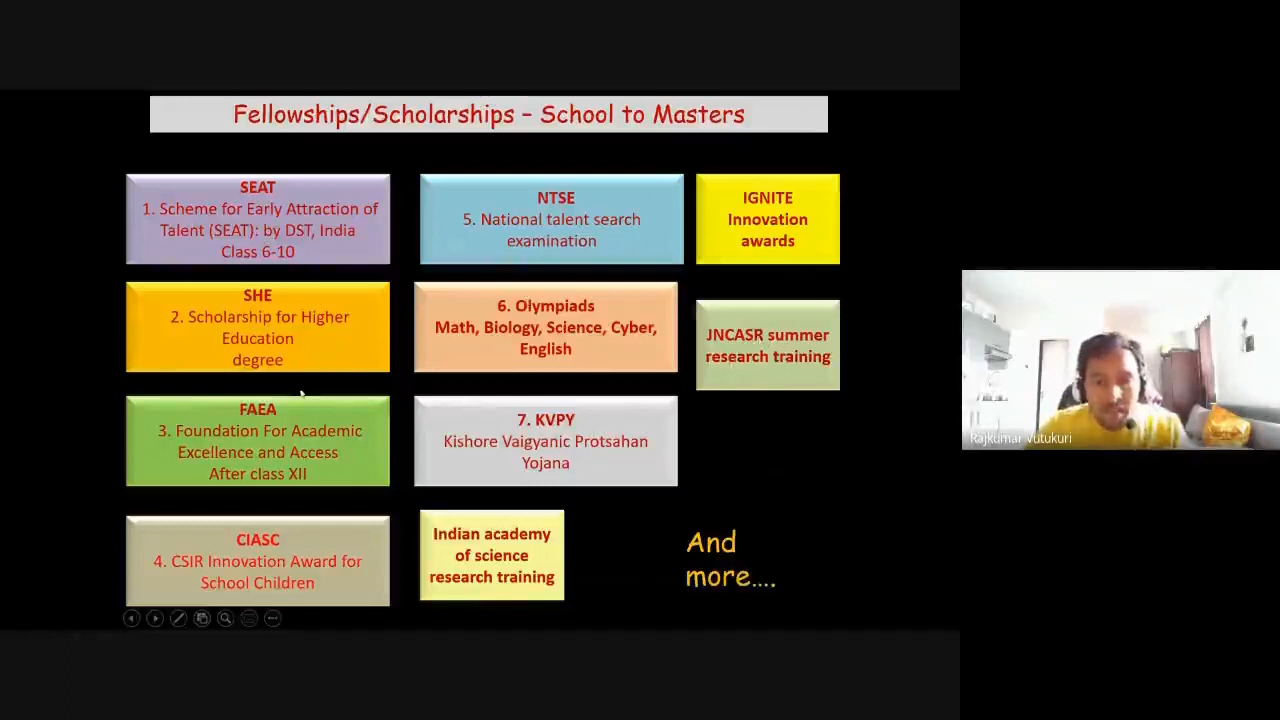 Fellowships/Scholarships – School to Masters
SEAT
1. Scheme for Early Attraction of
Talent (SEAT): by DST, India
Class 6-10
NTSE
5. National talent search
examination
IGNITE
Innovation
awards
SHE
2. Scholarship for Higher
Education
degree
6. Olympiads
Math, Biology, Science, Cyber,
English
JNCASR summer
research training
FAEA
3. Foundation For Academic
Excellence and Access
After class XII
7. KVPY
Kishore Vaigyanic Protsahan
Yojana
CIASC
4. CSIR Innovation Award for
School Children
Indian academy
of science
research training
And
more....
Rajkumar Vutukuri